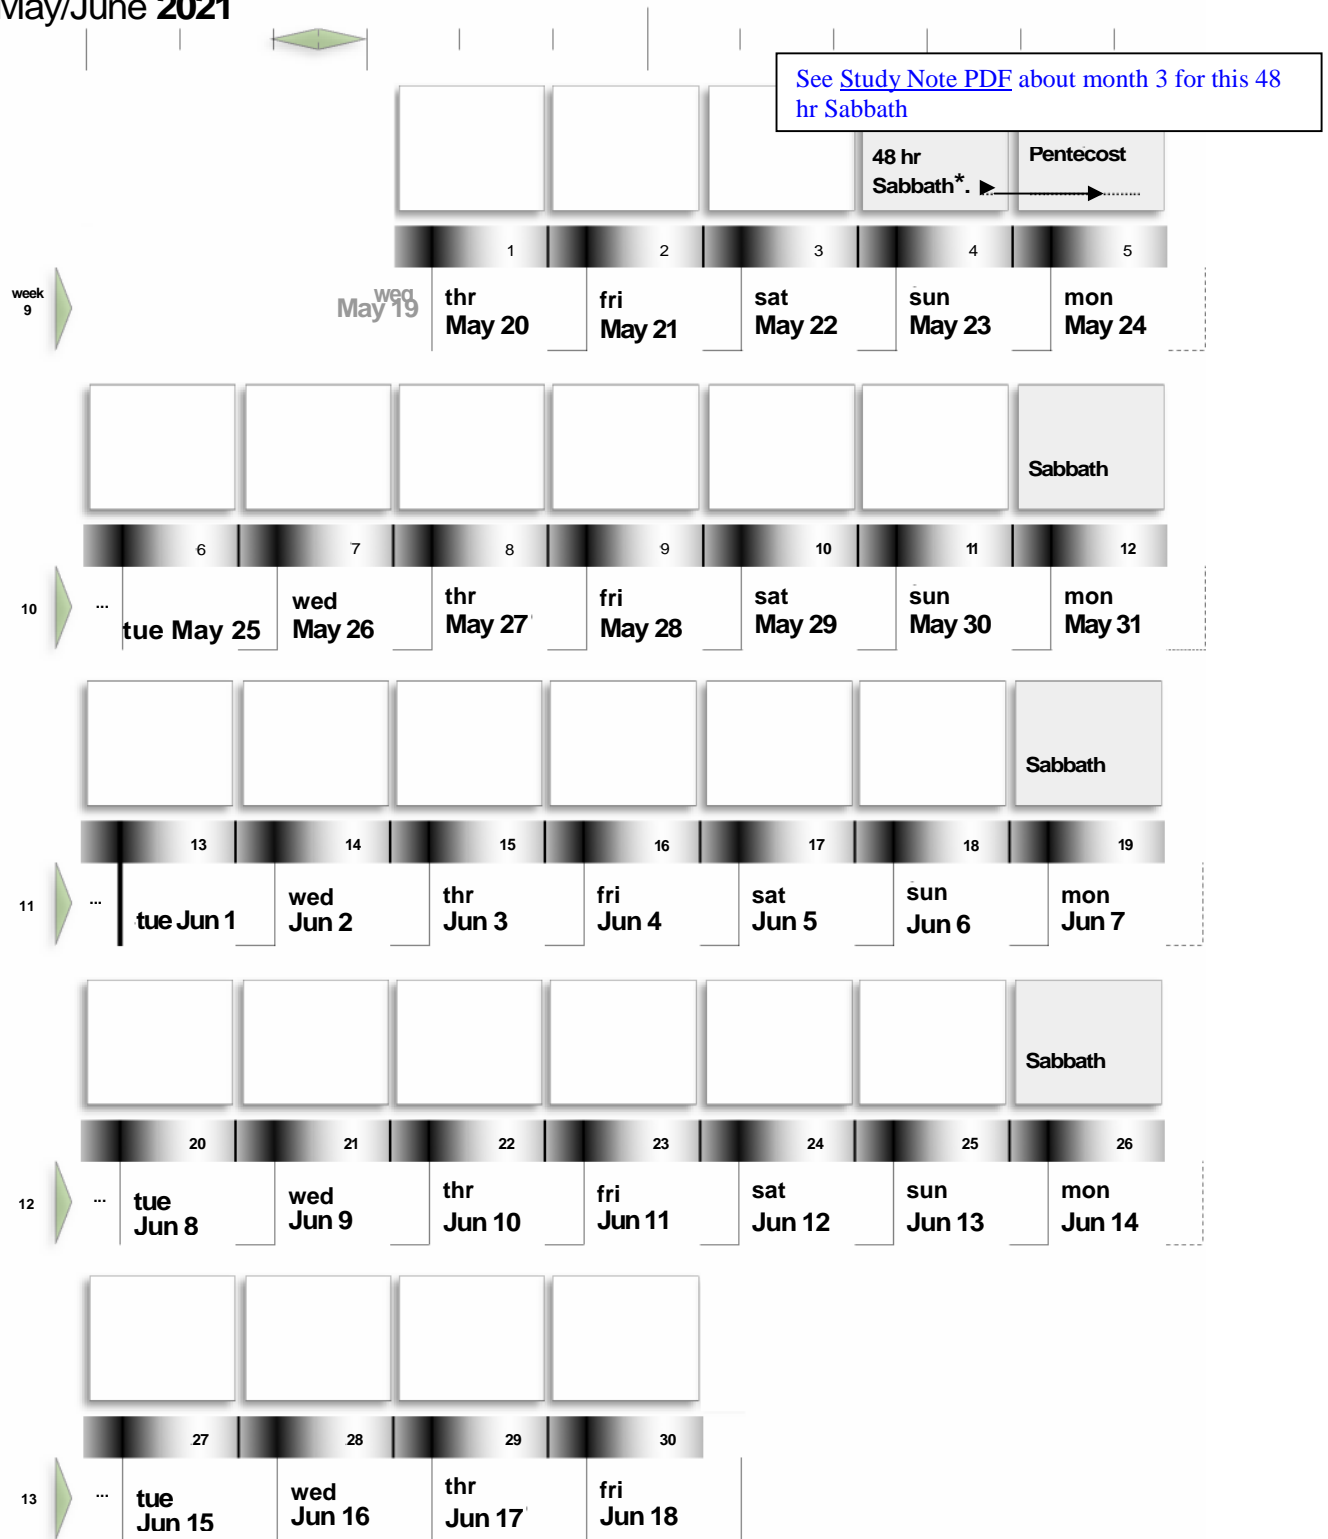 May/June 2021
See Study Note PDF about month 3 for this 48
hr Sabbath
48 hr
Sabbath*.
Pentecost
1 2 3 4 5
week
9
wed
May 19
thr
May 20
fri
May 21
sat
May 22
sun
May 23
mon
May 24
Sabbath
6 7 8 9 10 11 12
10
...
tue May 25
wed
May 26
thr
May 27
fri
May 28
sat
May 29
sun
May 30
mon
May 31
Sabbath
13 14 15 16 17 18 19
11
...
tue Jun 1
wed
Jun 2
thr
Jun 3
fri
Jun 4
sat
Jun 5
sun
Jun 6
mon
Jun 7
Sabbath
20 21 22 23 24 25 26
12
...
tue
Jun 8
wed
Jun 9
thr
Jun 10
fri
Jun 11
sat
Jun 12
sun
Jun 13
mon
Jun 14
27 28 29 30
13
...
tue
Jun 15
wed
Jun 16
thr
Jun 17
fri
Jun 18